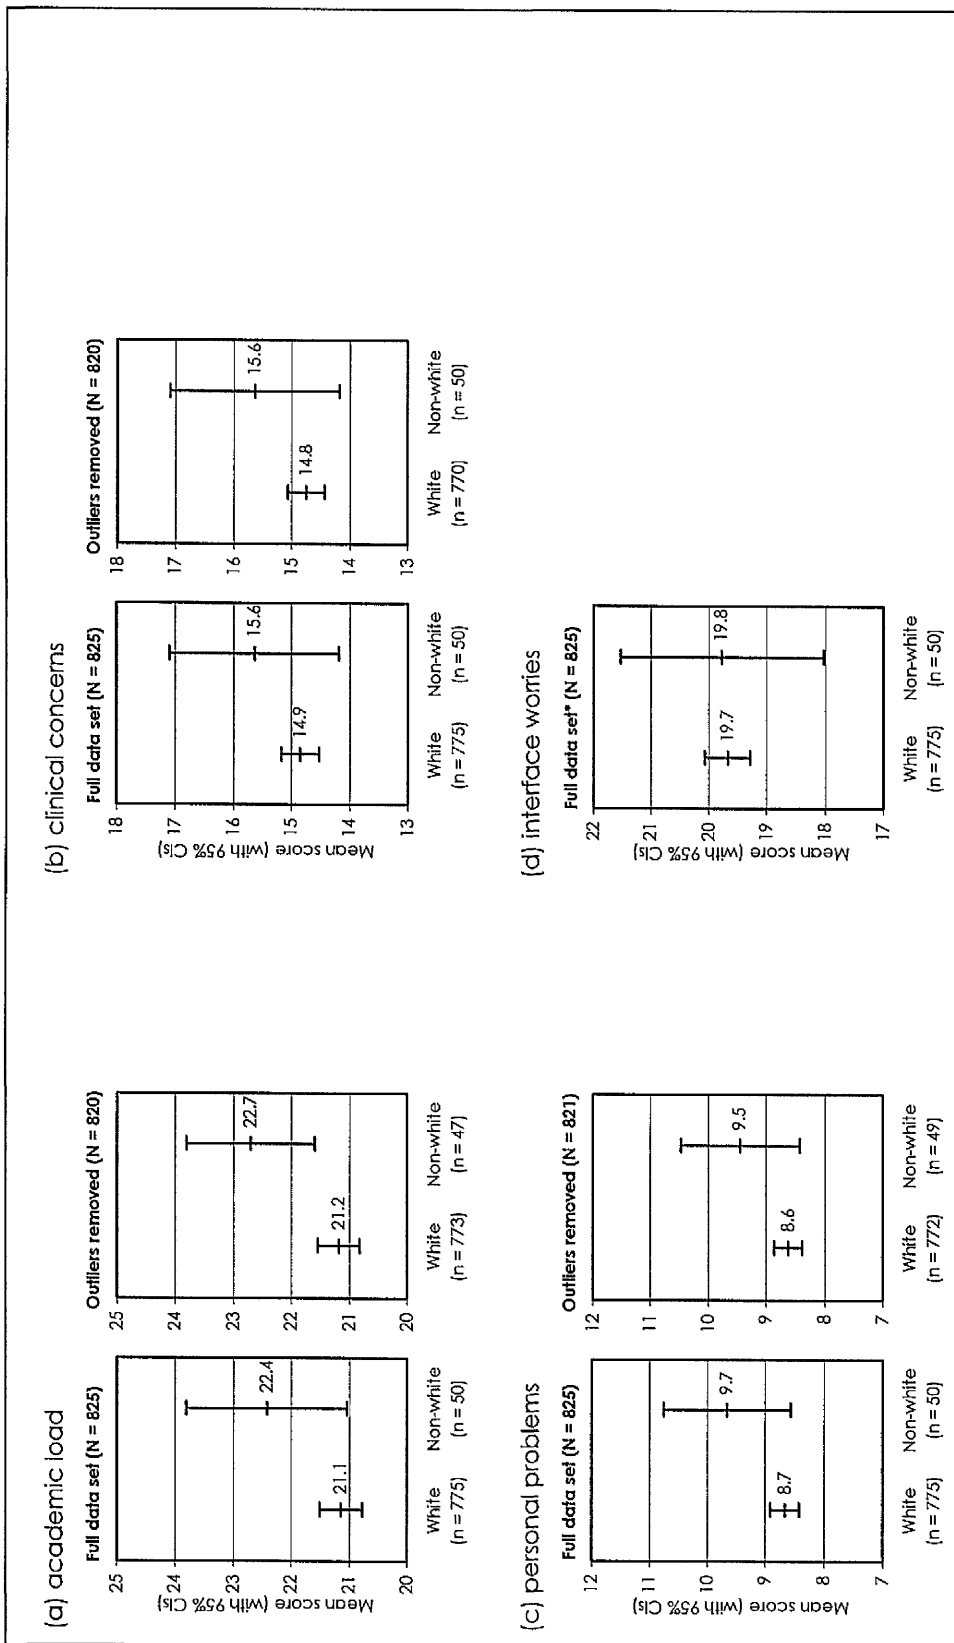 (a) academic load
Full data set (N = 825)
Mean score (with 95% CIs)
25
24
23
22
21
20
21.1
22.4
White
(n = 775)
Non-white
(n = 50)
Outliers removed (N = 820)
25
24
23
22
21
20
21.2
22.7
White
(n = 773)
Non-white
(n = 47)
(b) clinical concerns
Full data set (N = 825)
Mean score (with 95% CIs)
18
17
16
15
14
13
14.9
15.6
White
(n = 775)
Non-white
(n = 50)
Outliers removed (N = 820)
18
17
16
15
14
13
14.8
15.6
White
(n = 770)
Non-white
(n = 50)
(c) personal problems
Full data set (N = 825)
Mean score (with 95% CIs)
12
11
10
9
8
7
8.7
9.7
White
(n = 775)
Non-white
(n = 50)
Outliers removed (N = 821)
12
11
10
9
8
7
8.6
9.5
White
(n = 772)
Non-white
(n = 49)
(d) interface worries
Full data set* (N = 825)
Mean score (with 95% CIs)
22
21
20
19
18
17
19.7
19.8
White
(n = 775)
Non-white
(n = 50)